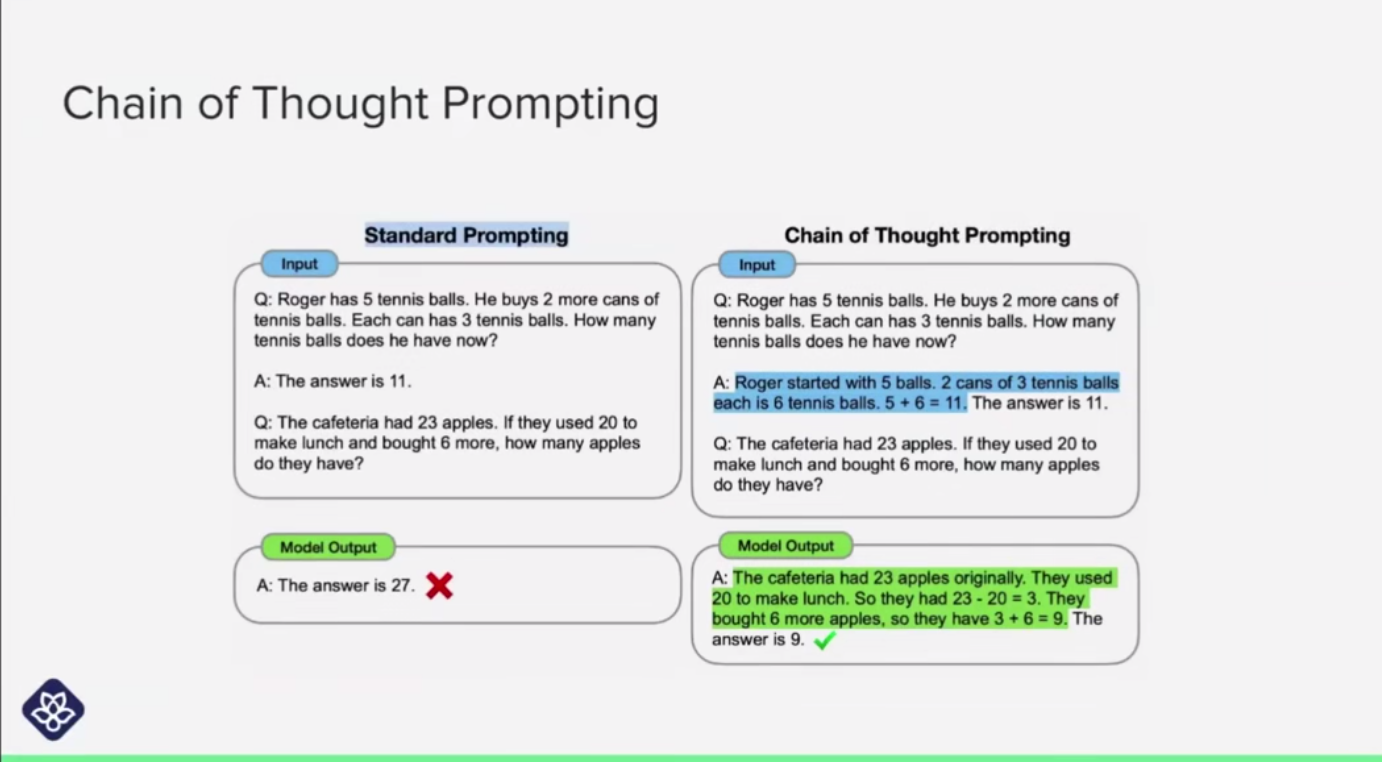 Chain of Thought Prompting
Standard Prompting
Input
Q: Roger has 5 tennis balls. He buys 2 more cans of
tennis balls. Each can has 3 tennis balls. How many
tennis balls does he have now?
A: The answer is 11.
Q: The cafeteria had 23 apples. If they used 20 to
make lunch and bought 6 more, how many apples
do they have?
Model Output
A: The answer is 27.
Chain of Thought Prompting
Input
Q: Roger has 5 tennis balls. He buys 2 more cans of
tennis balls. Each can has 3 tennis balls. How many
tennis balls does he have now?
A: Roger started with 5 balls. 2 cans of 3 tennis balls
each is 6 tennis balls. 5 + 6 = 11. The answer is 11.
Q: The cafeteria had 23 apples. If they used 20 to
make lunch and bought 6 more, how many apples
do they have?
Model Output
A: The cafeteria had 23 apples originally. They used
20 to make lunch. So they had 23 - 20 = 3. They
bought 6 more apples, so they have 3 + 6 = 9. The
answer is 9.